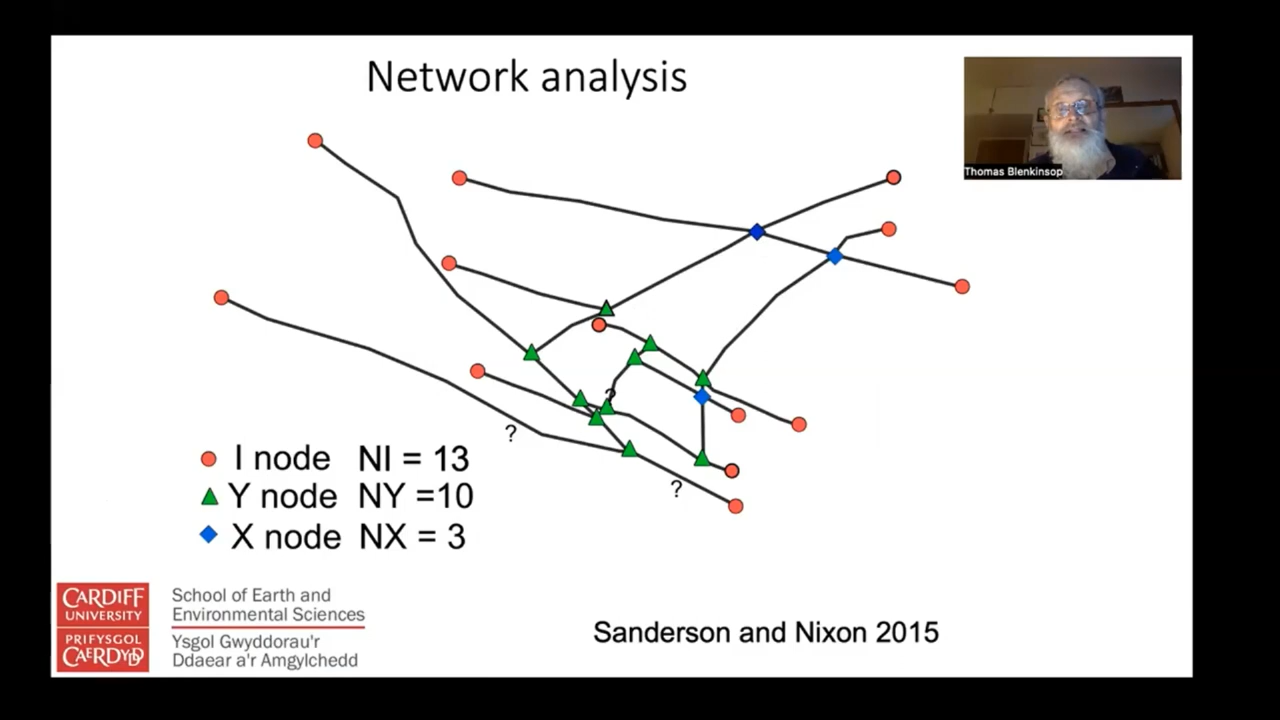 Network analysis
Thomas Blenkinsop
?
?
?
I node NI = 13
Y node NY =10
X node NX = 3
CARDIFF
UNIVERSITY
PRIFYSGOL
CAERDYDD
School of Earth and
Environmental Sciences
Ysgol Gwyddorau'r
Ddaear a'r Amgylchedd
Sanderson and Nixon 2015